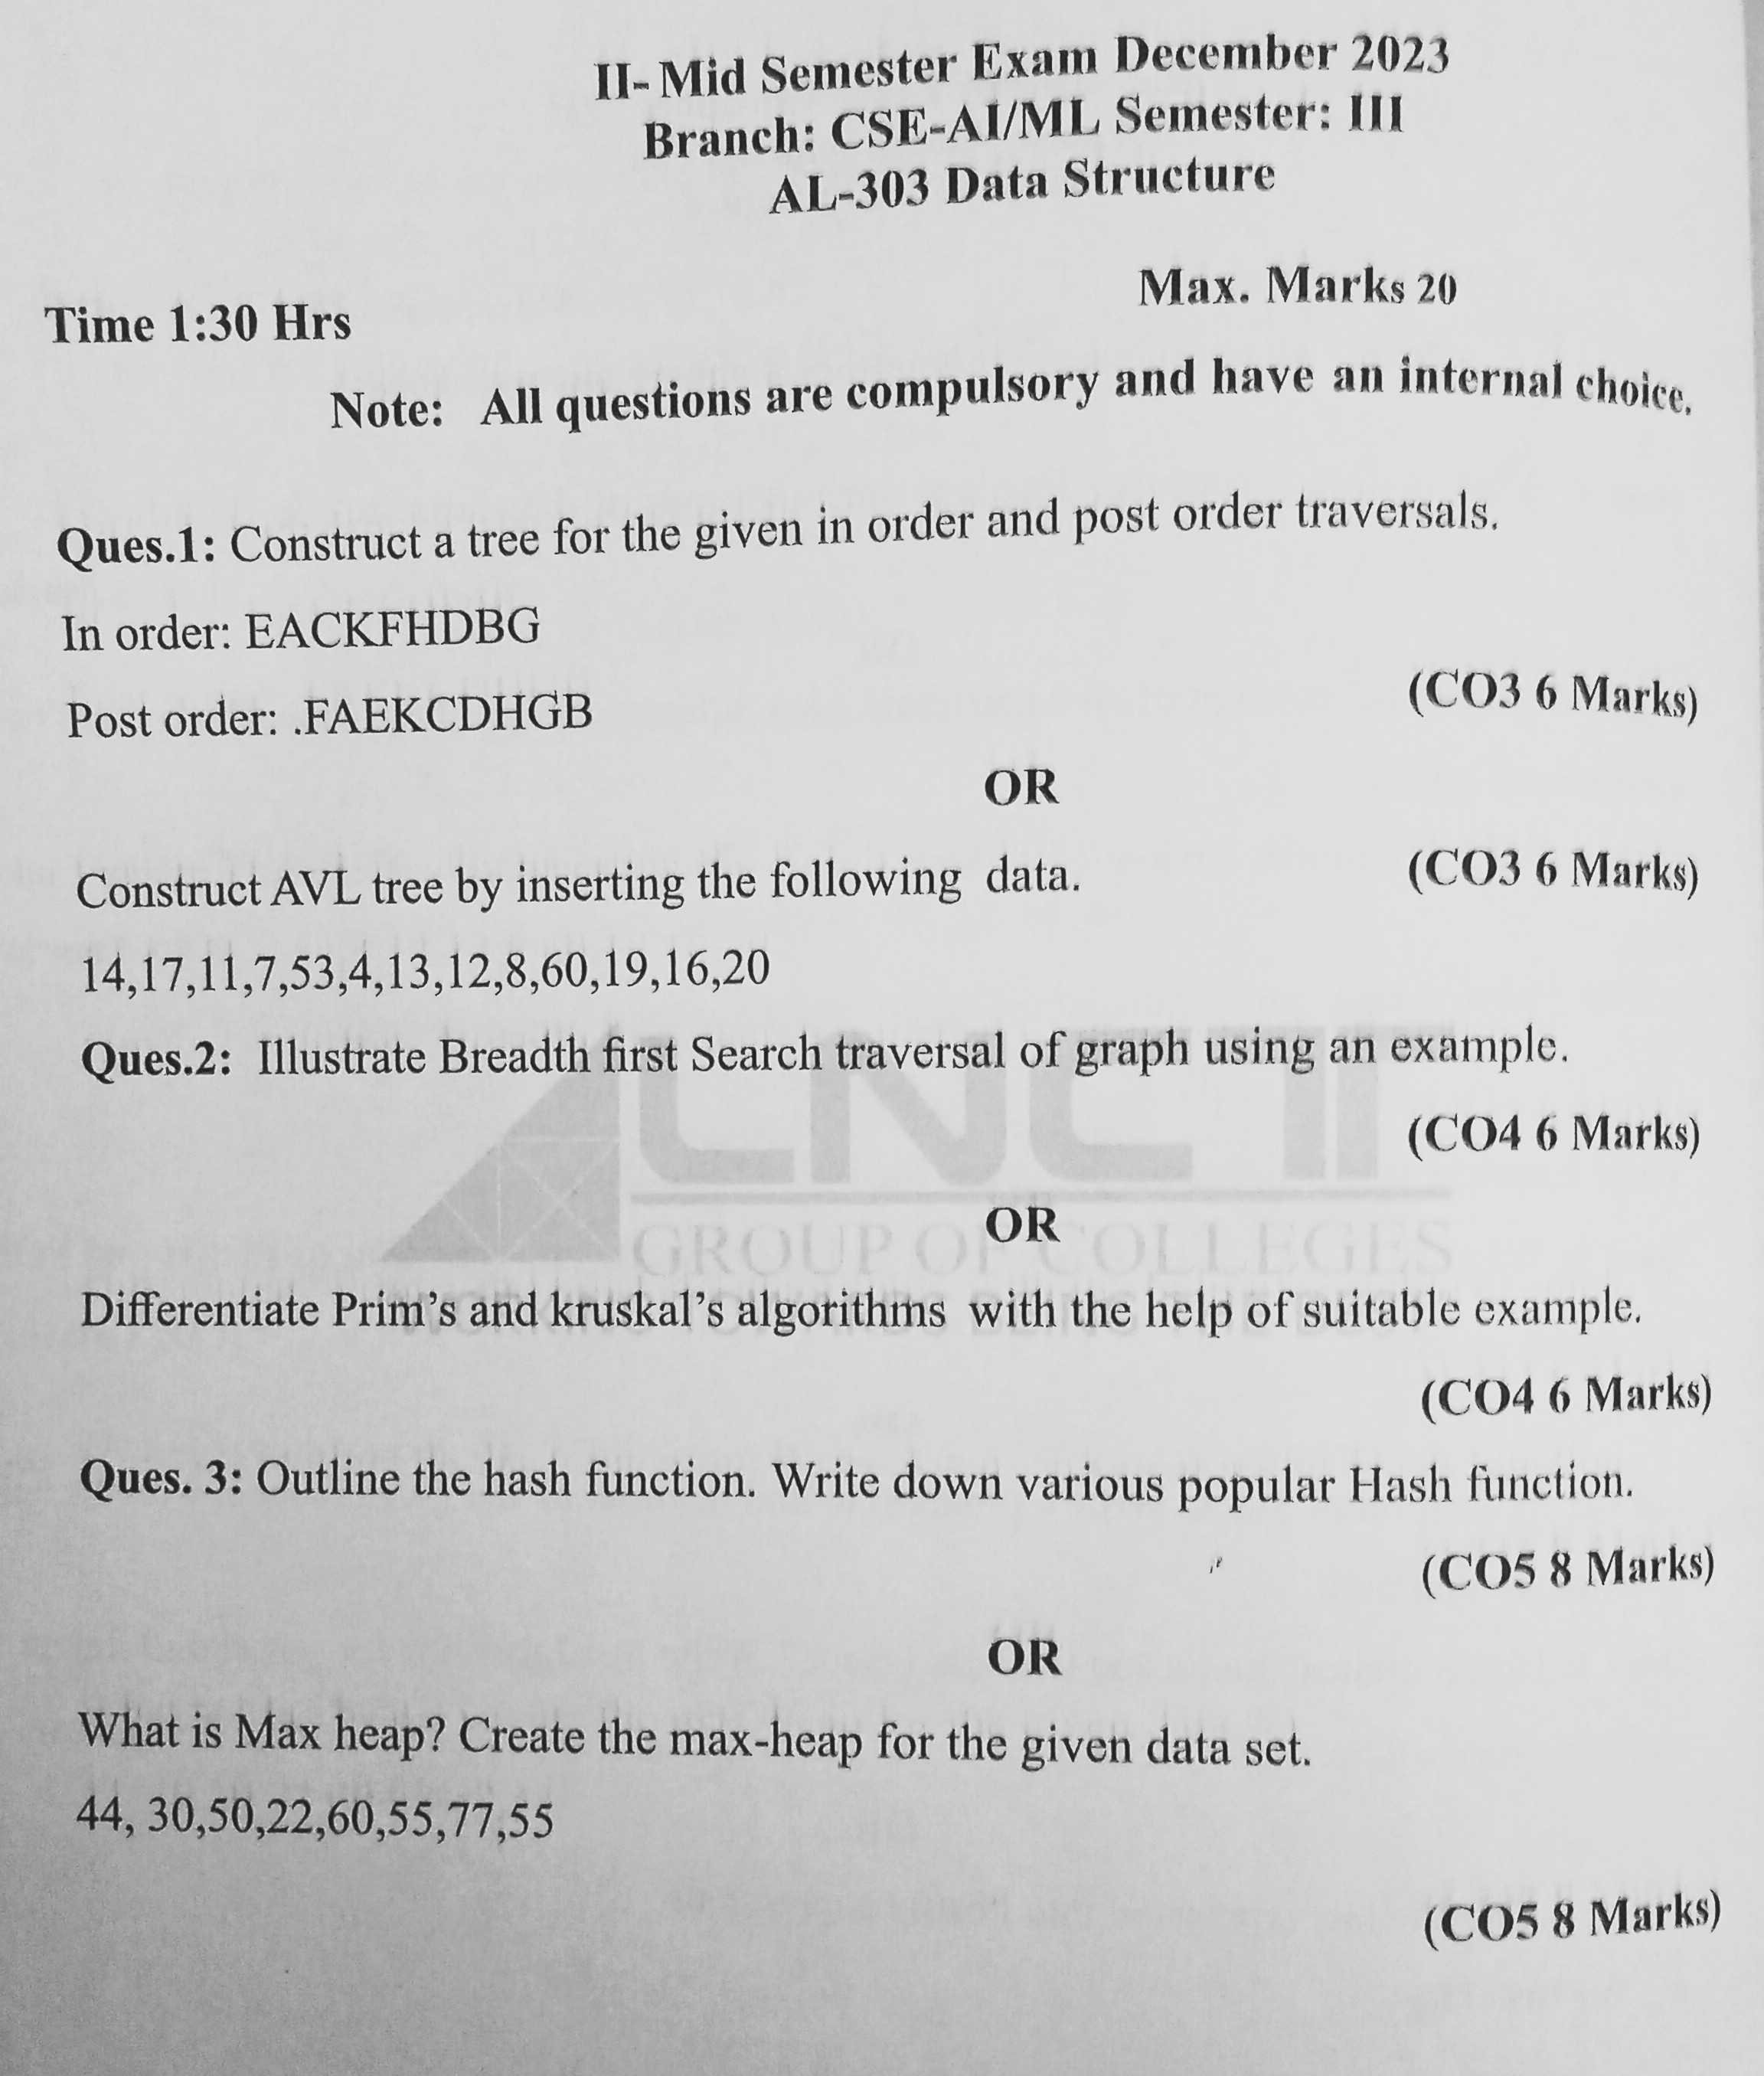 II- Mid Semester Exam December 2023
Branch: CSE-AI/ML Semester: III
AL-303 Data Structure
Max. Marks 20
Time 1:30 Hrs
Note: All questions are compulsory and have an internal choice.
Ques.1: Construct a tree for the given in order and post order traversals.
In order: EACKFHDBG
(CO3 6 Marks)
Post order: .FAEKCDHGB
OR
Construct AVL tree by inserting the following data. (CO3 6 Marks)
14,17,11,7,53,4,13,12,8,60,19,16,20
Ques.2: Illustrate Breadth first Search traversal of graph using an example.
(CO4 6 Marks)
OR
GROUP OF COLLEGES
Differentiate Prim's and kruskal's algorithms with the help of suitable example.
(CO4 6 Marks)
Ques. 3: Outline the hash function. Write down various popular Hash function.
(CO5 8 Marks)
OR
What is Max heap? Create the max-heap for the given data set.
44, 30,50,22,60,55,77,55
(CO5 8 Marks)